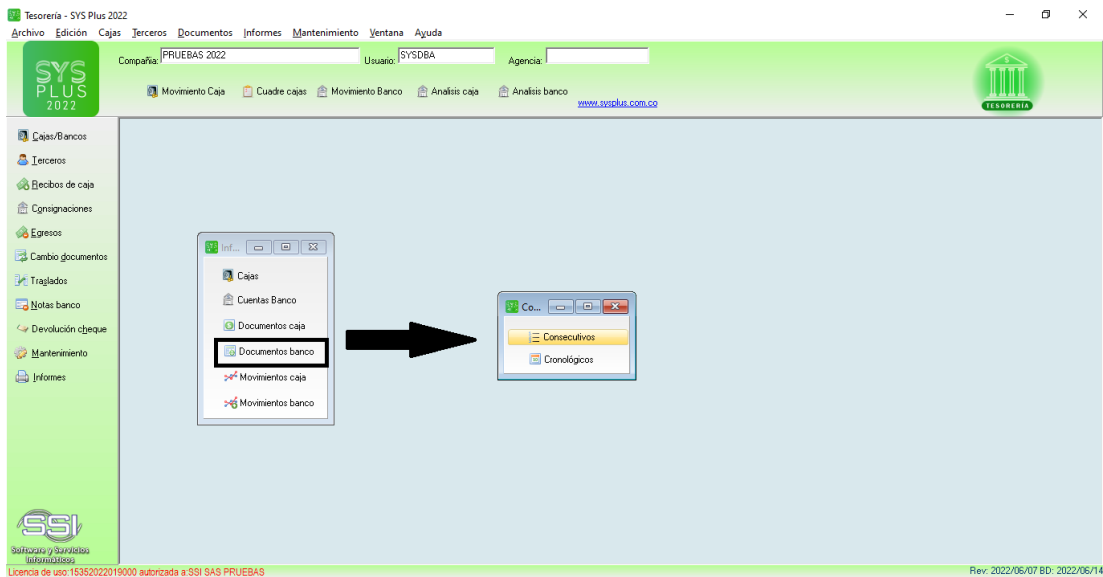 Tesorería - SYS Plus 2022
Archivo Edición Cajas Terceros Documentos Informes Mantenimiento Ventana Ayuda
SYS
PLUS
2022
Compañia: PRUEBAS 2022 Usuario: SYSDBA Agencia:
Movimiento Caja Cuadre cajas Movimiento Banco Analisis caja Analisis banco
www.sysplus.com.co
TESORERÍA
Cajas/Bancos
Terceros
Recibos de caja
Consignaciones
Egresos
Cambio documentos
Traslados
Notas banco
Devolución cheque
Mantenimiento
Informes
Inf...
Cajas
Cuentas Banco
Documentos caja
Documentos banco
Movimientos caja
Movimientos banco
Co...
Consecutivos
Cronológicos
SSI
Software y Servicios
Informáticos
Licencia de uso:15352022019000 autorizada a:SSI SAS PRUEBAS
Rev: 2022/06/07 BD: 2022/06/14